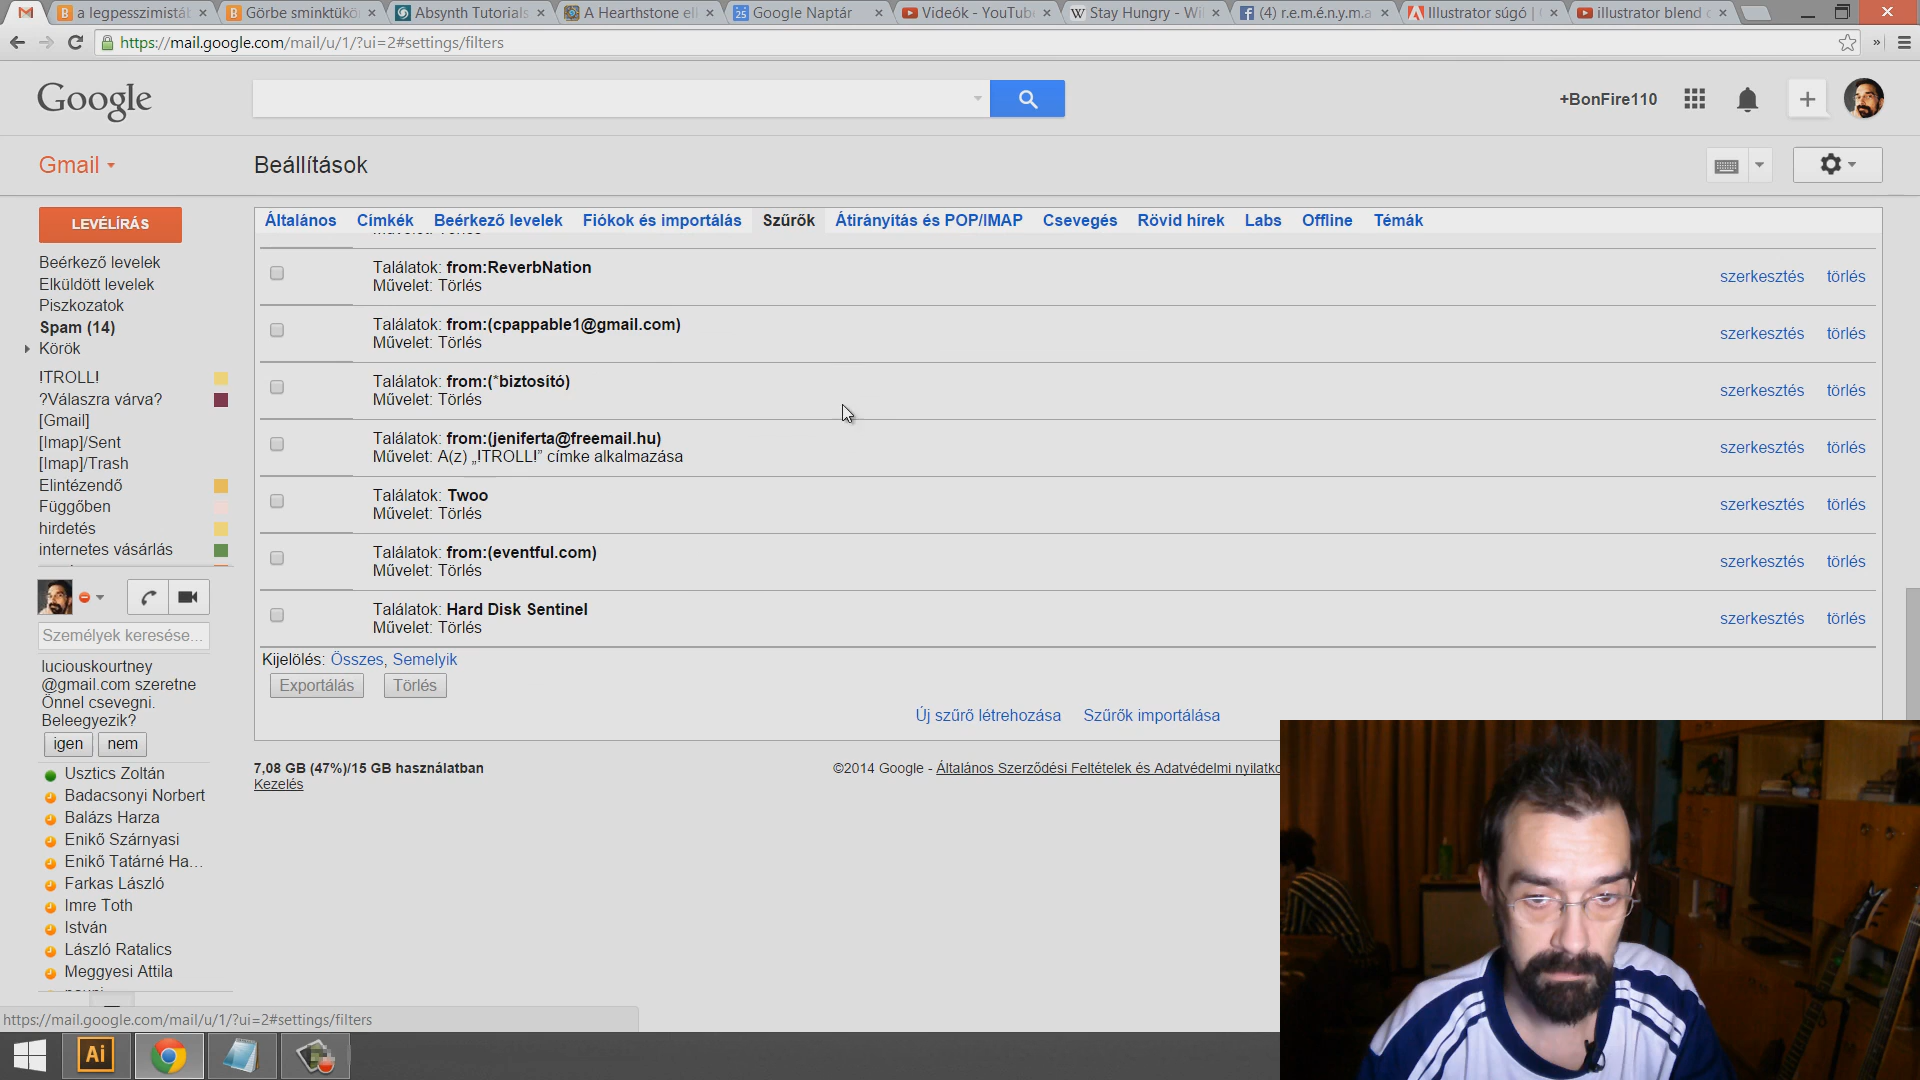 a legpesszimistáb
Görbe sminktükö
Absynth Tutorials
A Hearthstone el
Google Naptár
Videók - YouTub
Stay Hungry - Wi
(4) r.e.m.é.n.y.m.a
Illustrator súgó |
illustrator blend
https://mail.google.com/mail/u/1/?ui=2#settings/filters
Google
+BonFire110
Gmail
Beállítások
LEVÉLÍRÁS
Általános Címkék Beérkező levelek Fiókok és importálás Szűrők Átirányítás és POP/IMAP Csevegés Rövid hírek Labs Offline Témák
Beérkező levelek
Elküldött levelek
Piszkozatok
Spam (14)
Körök
!TROLL!
?Válaszra várva?
[Gmail]
[Imap]/Sent
[Imap]/Trash
Elintézendő
Függőben
hirdetés
internetes vásárlás
Személyek keresése...
luciouskourtney
@gmail.com szeretne
Önnel csevegni.
Beleegyezik?
igen nem
Usztics Zoltán
Badacsonyi Norbert
Balázs Harza
Enikő Szárnyasi
Enikő Tatárné Ha...
Farkas László
Imre Toth
István
László Ratalics
Meggyesi Attila
Művelet: Törlés
Találatok: from:ReverbNation
Művelet: Törlés
szerkesztés törlés
Találatok: from:(cpappable1@gmail.com)
Művelet: Törlés
szerkesztés törlés
Találatok: from:(*biztosító)
Művelet: Törlés
szerkesztés törlés
Találatok: from:(jeniferta@freemail.hu)
Művelet: A(z) „!TROLL!” címke alkalmazása
szerkesztés törlés
Találatok: Twoo
Művelet: Törlés
szerkesztés törlés
Találatok: from:(eventful.com)
Művelet: Törlés
szerkesztés törlés
Találatok: Hard Disk Sentinel
Művelet: Törlés
szerkesztés törlés
Kijelölés: Összes, Semelyik
Exportálás Törlés
Új szűrő létrehozása Szűrők importálása
7,08 GB (47%)/15 GB használatban
Kezelés
©2014 Google - Általános Szerződési Feltételek és Adatvédelmi nyilatko
https://mail.google.com/mail/u/1/?ui=2#settings/filters
Ai